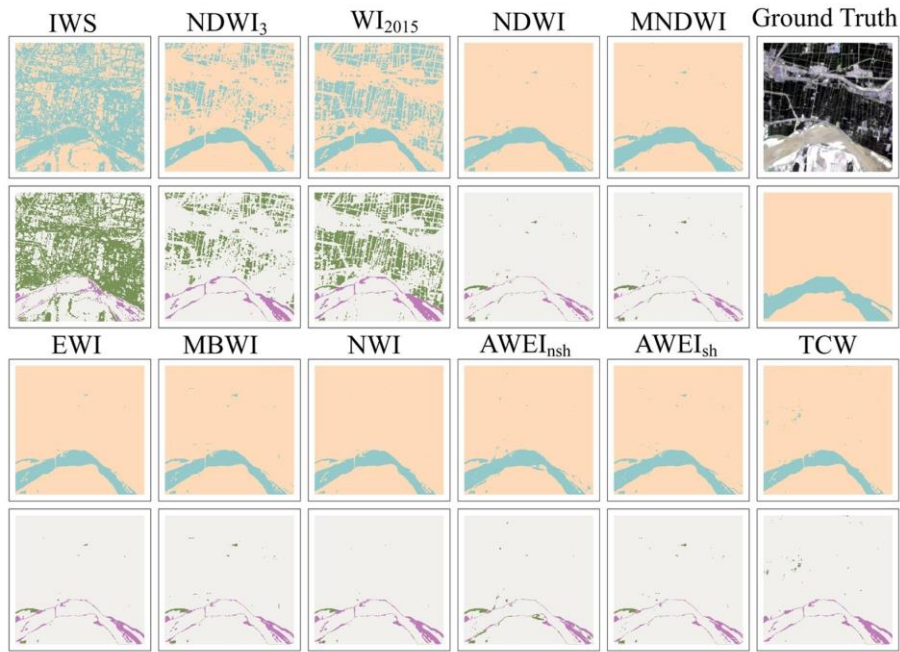 IWS NDWI₃ WI₂₀₁₅ NDWI MNDWI Ground Truth
EWI MBWI NWI AWEIₙₛₕ AWEIₛₕ TCW